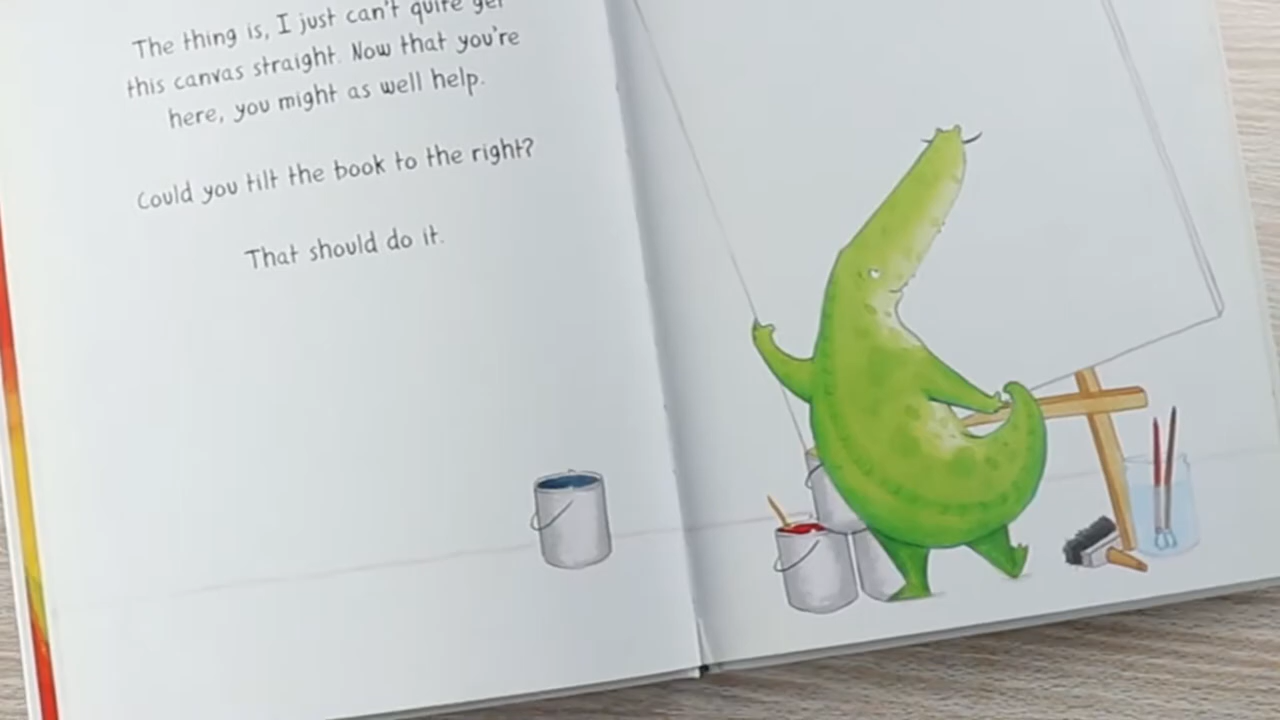 The thing is, I just can't quite get
this canvas straight. Now that you're
here, you might as well help.
Could you tilt the book to the right?
That should do it.